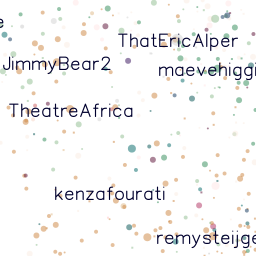 e
ThatEricAlper
JimmyBear2
maevehiggi
TheatreAfrica
kenzafourati
remysteijge